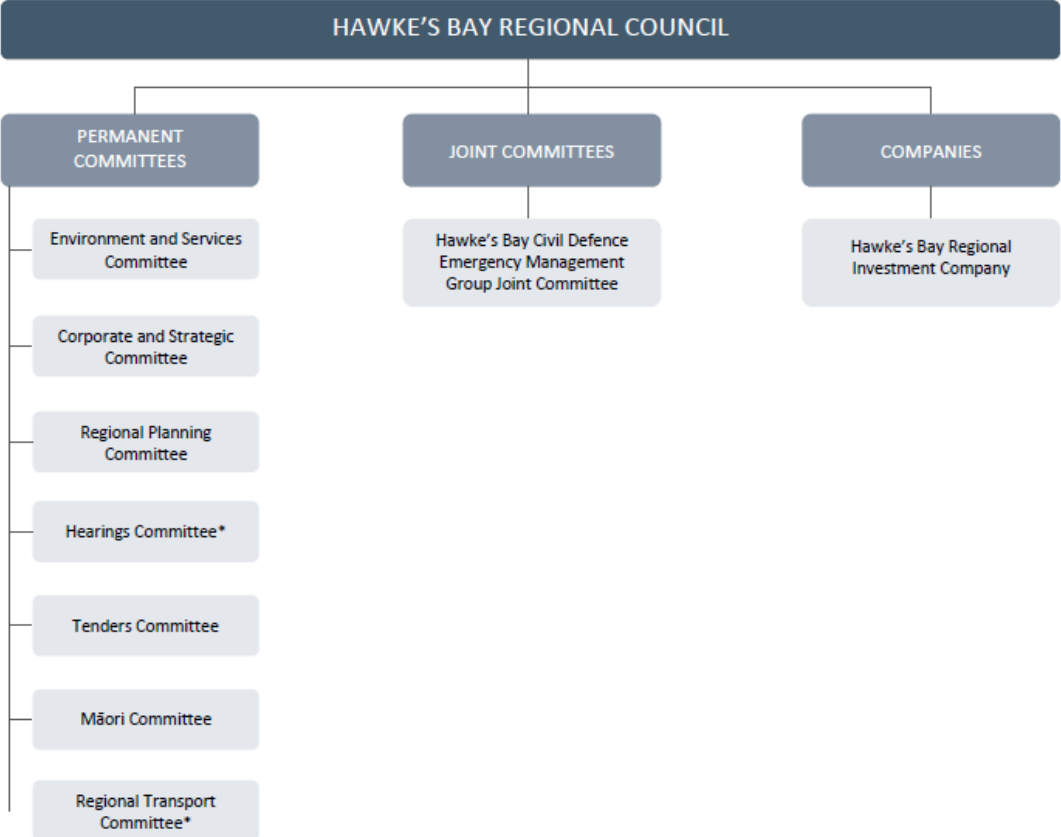 HAWKE'S BAY REGIONAL COUNCIL
PERMANENT
COMMITTEES
Environment and Services
Committee
Corporate and Strategic
Committee
Regional Planning
Committee
Hearings Committee*
Tenders Committee
Māori Committee
Regional Transport
Committee*
JOINT COMMITTEES
Hawke's Bay Civil Defence
Emergency Management
Group Joint Committee
COMPANIES
Hawke's Bay Regional
Investment Company